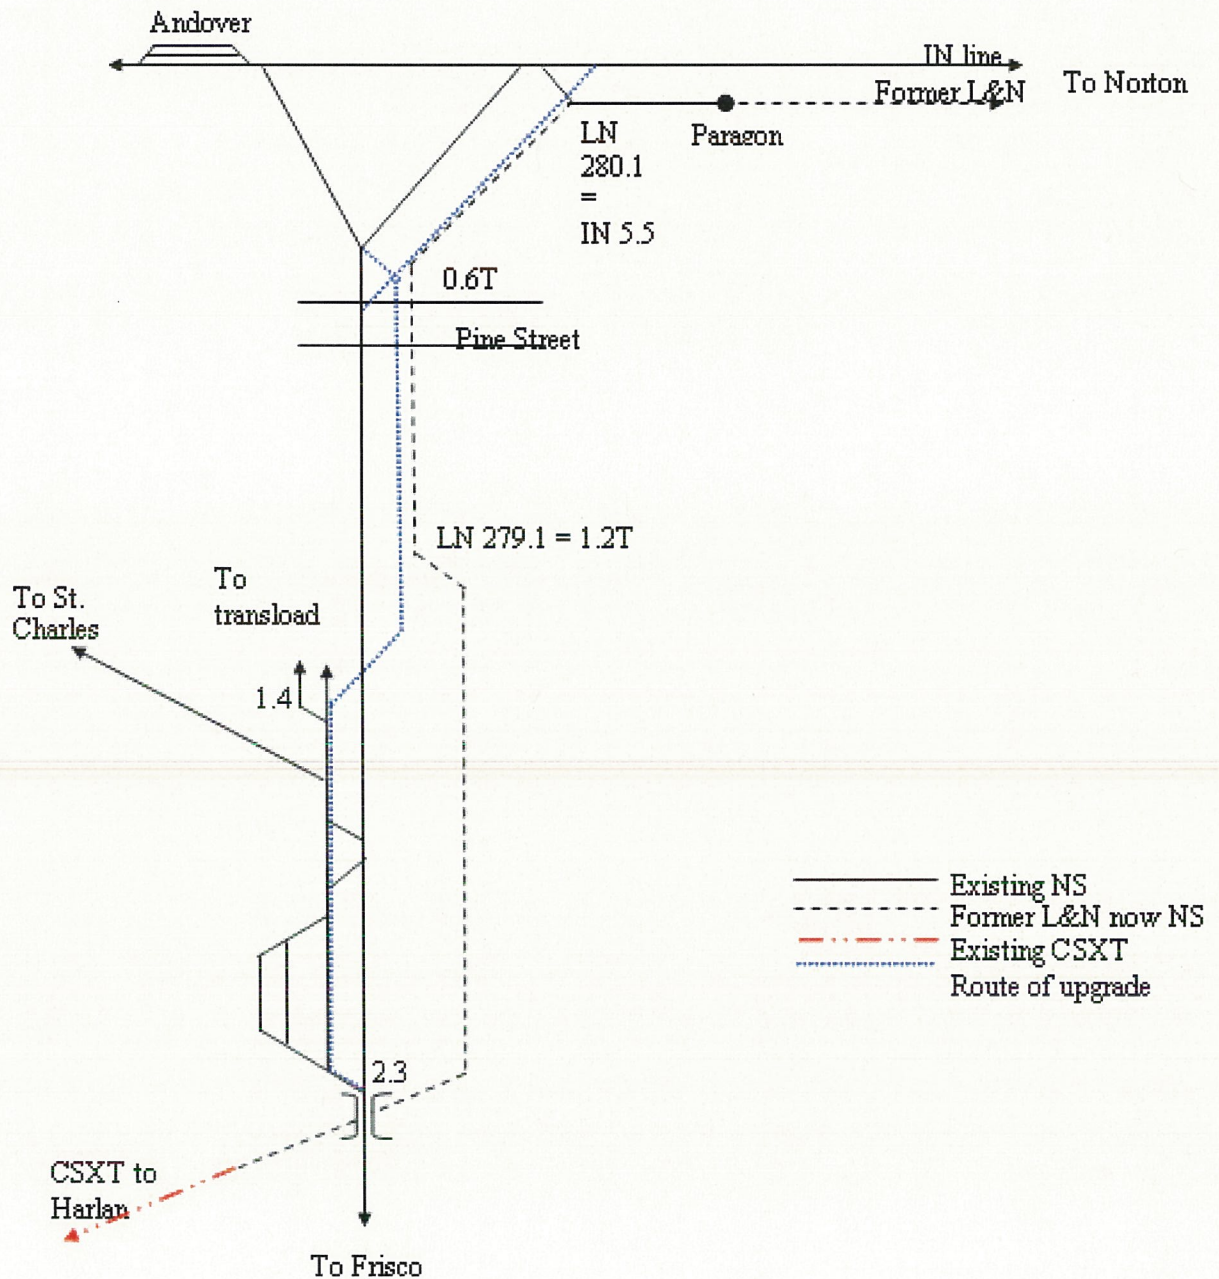 Andover
IN line
Former L&N
To Norton
LN
280.1
=
IN 5.5
Paragon
0.6T
Pine Street
LN 279.1 = 1.2T
To
transload
To St.
Charles
1.4
Existing NS
Former L&N now NS
Existing CSXT
Route of upgrade
2.3
CSXT to
Harlan
To Frisco